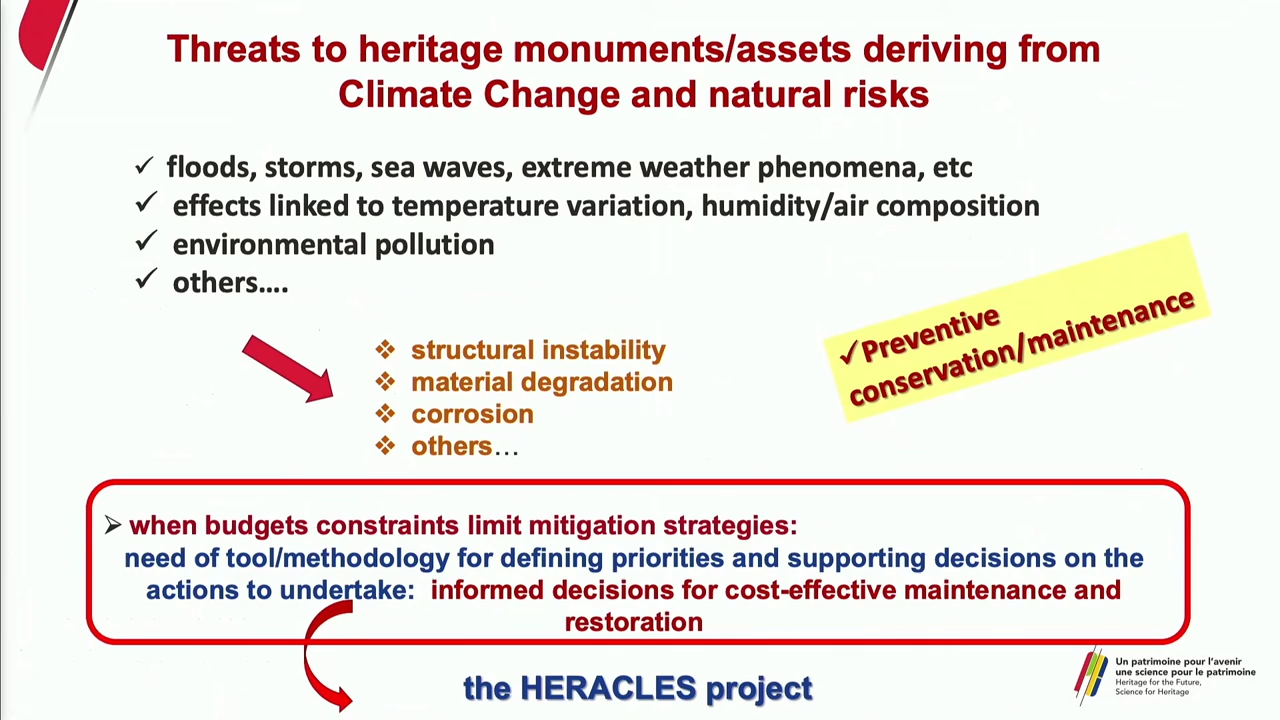 Threats to heritage monuments/assets deriving from
Climate Change and natural risks
✓ floods, storms, sea waves, extreme weather phenomena, etc
✓ effects linked to temperature variation, humidity/air composition
✓ environmental pollution
✓ others....
✓Preventive
conservation/maintenance
❖ structural instability
❖ material degradation
❖ corrosion
❖ others…
➢ when budgets constraints limit mitigation strategies:
need of tool/methodology for defining priorities and supporting decisions on the
actions to undertake: informed decisions for cost-effective maintenance and
restoration
the HERACLES project
Un patrimoine pour l'avenir
une science pour le patrimoine
Heritage for the Future,
Science for Heritage